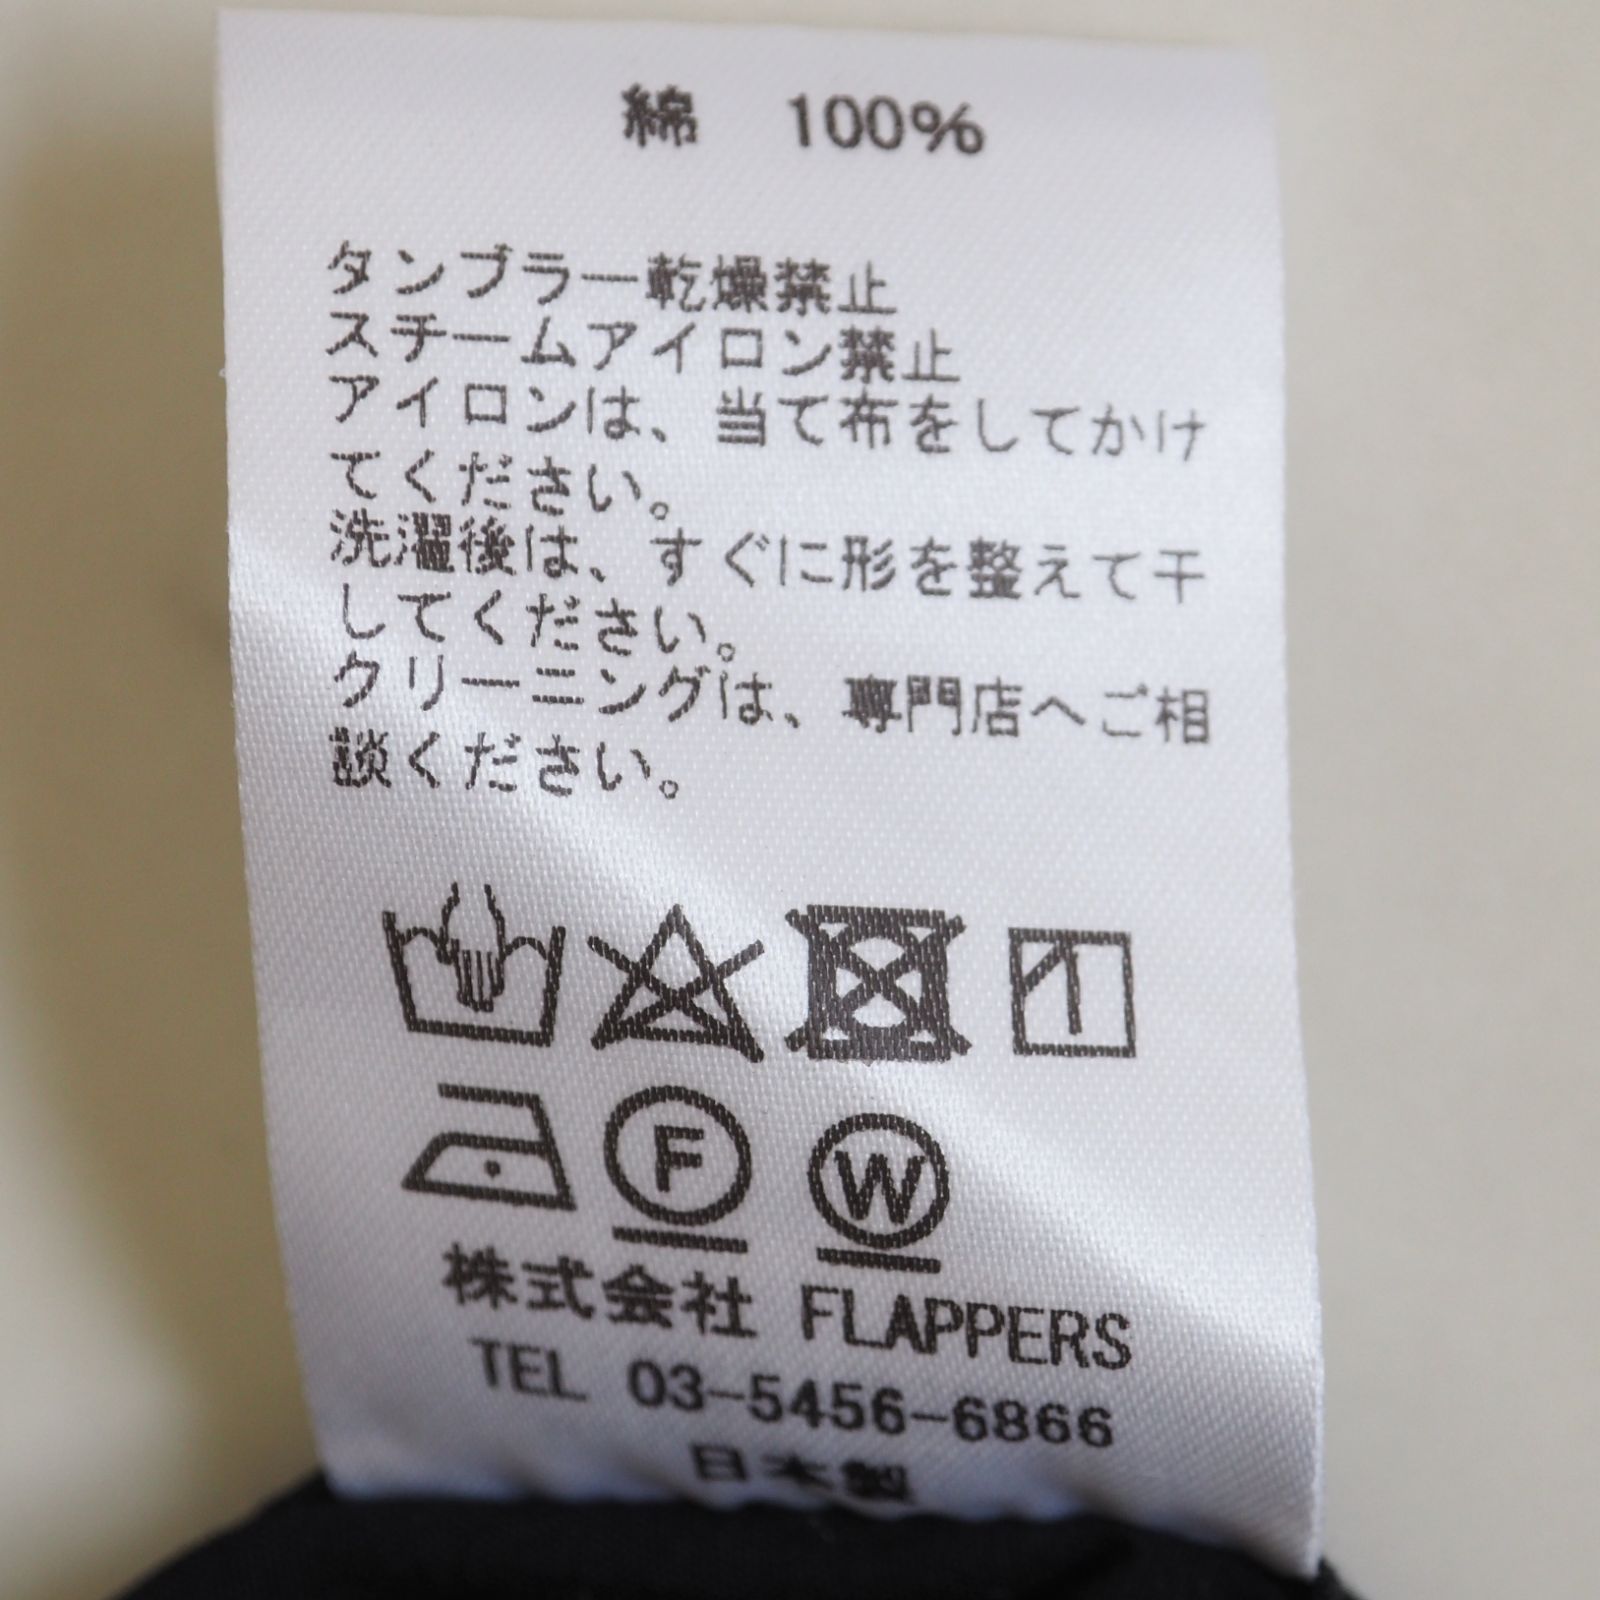 綿　100%
タンブラー乾燥禁止
スチームアイロン禁止
アイロンは、当て布をしてかけ
てください。
洗濯後は、すぐに形を整えて干
してください。
クリーニングは、専門店へご相
談ください。
F W
株式会社 FLAPPERS
TEL 03-5456-6866
日本製